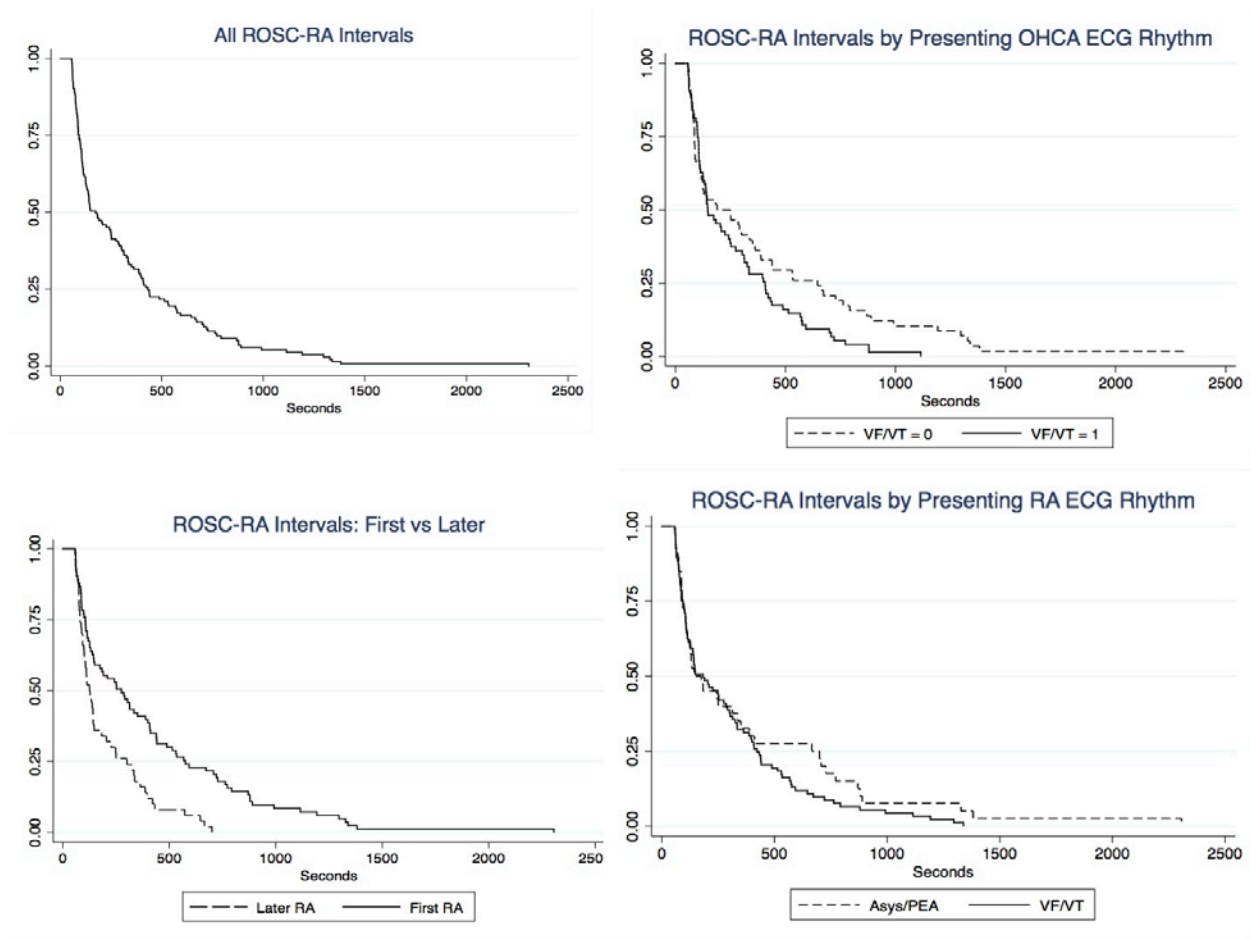 All ROSC-RA Intervals
1.00
0.75
0.50
0.25
0.00
0 500 1000 1500 2000 2500
Seconds
ROSC-RA Intervals by Presenting OHCA ECG Rhythm
1.00
0.75
0.50
0.25
0.00
0 500 1000 1500 2000 2500
Seconds
VF/VT = 0 VF/VT = 1
ROSC-RA Intervals: First vs Later
1.00
0.75
0.50
0.25
0.00
0 500 1000 1500 2000 250
Seconds
Later RA First RA
ROSC-RA Intervals by Presenting RA ECG Rhythm
1.00
0.75
0.50
0.25
0.00
0 500 1000 1500 2000 2500
Seconds
Asys/PEA VF/VT